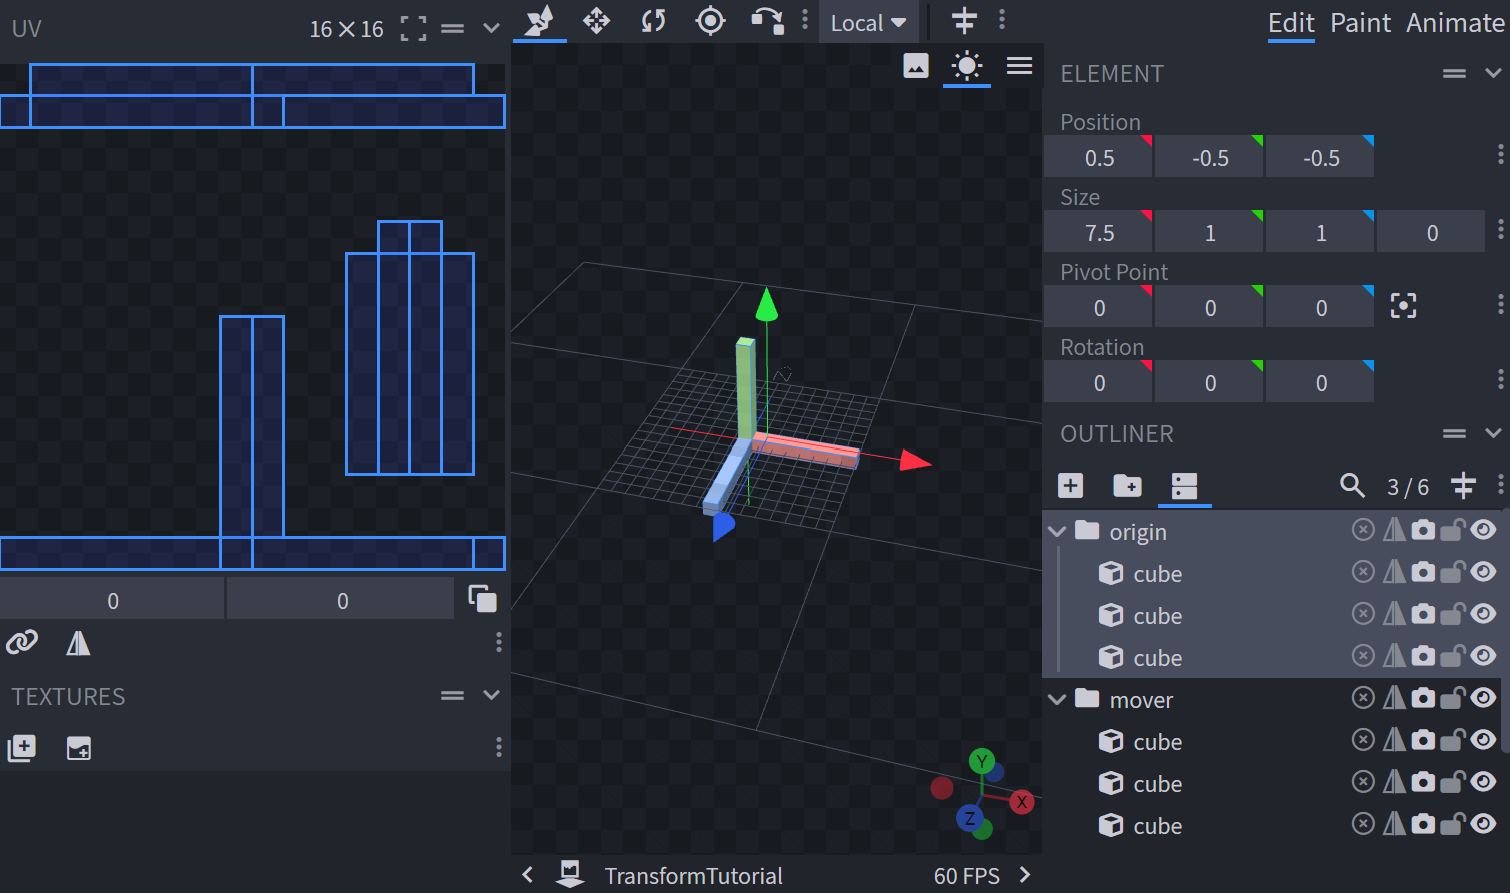 UV 16 × 16
Local
Edit Paint Animate
ELEMENT
Position
0.5 -0.5 -0.5
Size
7.5 1 1 0
Pivot Point
0 0 0
Rotation
0 0 0
OUTLINER
3 / 6
origin
cube
cube
cube
mover
cube
cube
cube
0 0
TEXTURES
Y
X
Z
TransformTutorial 60 FPS